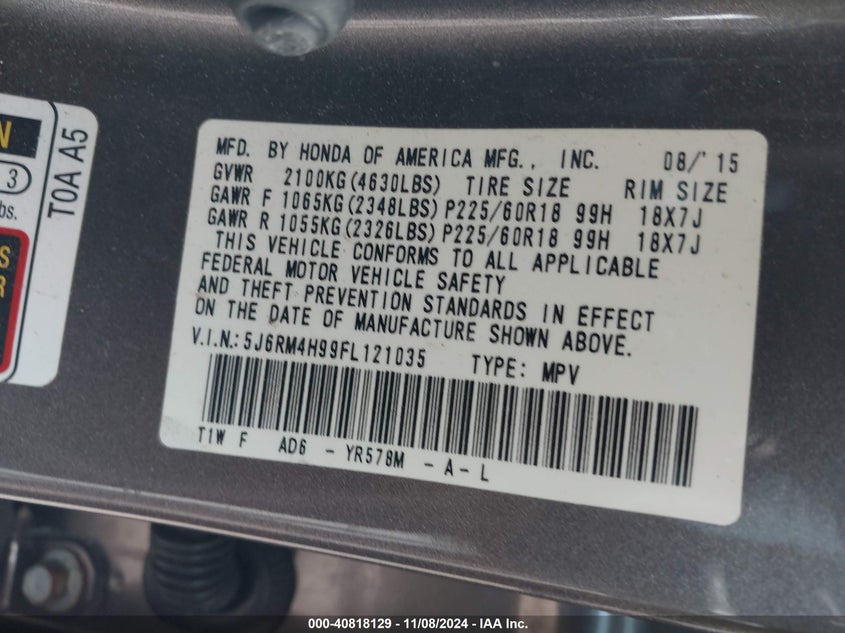 N
3
bs.
S
R
TOA A5
MFD. BY HONDA OF AMERICA MFG., INC. 08/'15
GVWR 2100KG(4630LBS) TIRE SIZE RIM SIZE
GAWR F 1065KG(2348LBS) P225/60R18 99H 18X7J
GAWR R 1055KG(2326LBS) P225/60R18 99H 18X7J
THIS VEHICLE CONFORMS TO ALL APPLICABLE
FEDERAL MOTOR VEHICLE SAFETY
AND THEFT PREVENTION STANDARDS IN EFFECT
ON THE DATE OF MANUFACTURE SHOWN ABOVE.
V.I.N.: 5J6RM4H99FL121035 TYPE: MPV
T1W F AD6 - YR578M - A - L
000-40818129 - 11/08/2024 - IAA Inc.